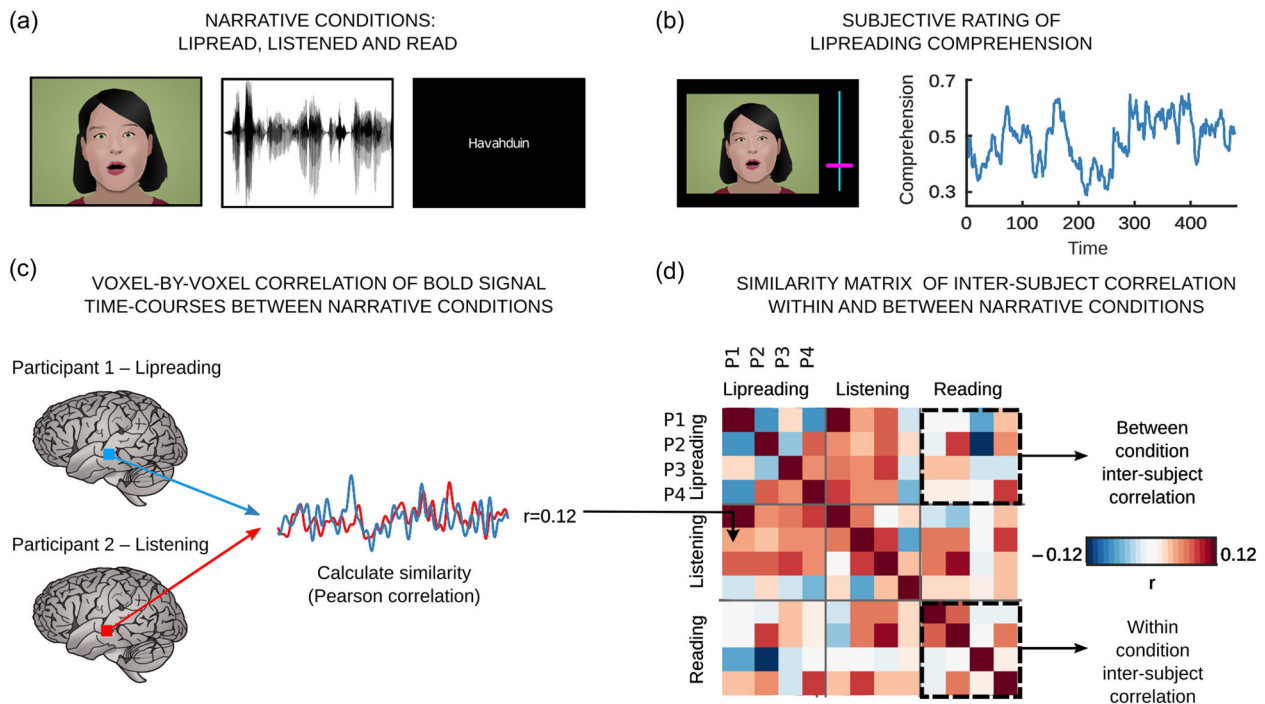 (a)
NARRATIVE CONDITIONS:
LIPREAD, LISTENED AND READ
Havahduin
(b)
SUBJECTIVE RATING OF
LIPREADING COMPREHENSION
Comprehension
0.7
0.5
0.3
0 100 200 300 400
Time
(c)
VOXEL-BY-VOXEL CORRELATION OF BOLD SIGNAL
TIME-COURSES BETWEEN NARRATIVE CONDITIONS
Participant 1 – Lipreading
Participant 2 – Listening
r=0.12
Calculate similarity
(Pearson correlation)
(d)
SIMILARITY MATRIX OF INTER-SUBJECT CORRELATION
WITHIN AND BETWEEN NARRATIVE CONDITIONS
P1 P2 P3 P4
Lipreading Listening Reading
P1
P2
P3
P4
Lipreading
Listening
Reading
Between
condition
inter-subject
correlation
−0.12 0.12
r
Within
condition
inter-subject
correlation